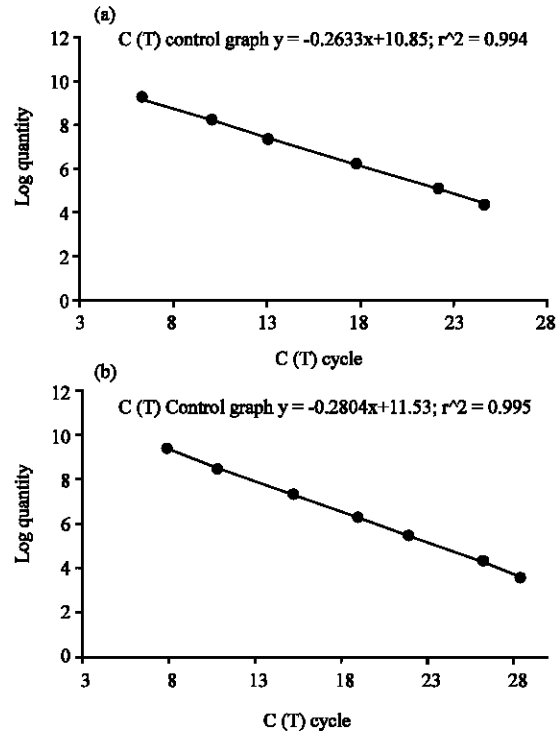 (a)
C (T) control graph y = -0.2633x+10.85; r^2 = 0.994
12
10
8
6
4
2
0
Log quantity
3 8 13 18 23 28
C (T) cycle
(b)
C (T) Control graph y = -0.2804x+11.53; r^2 = 0.995
12
10
8
6
4
2
0
Log quantity
3 8 13 18 23 28
C (T) cycle